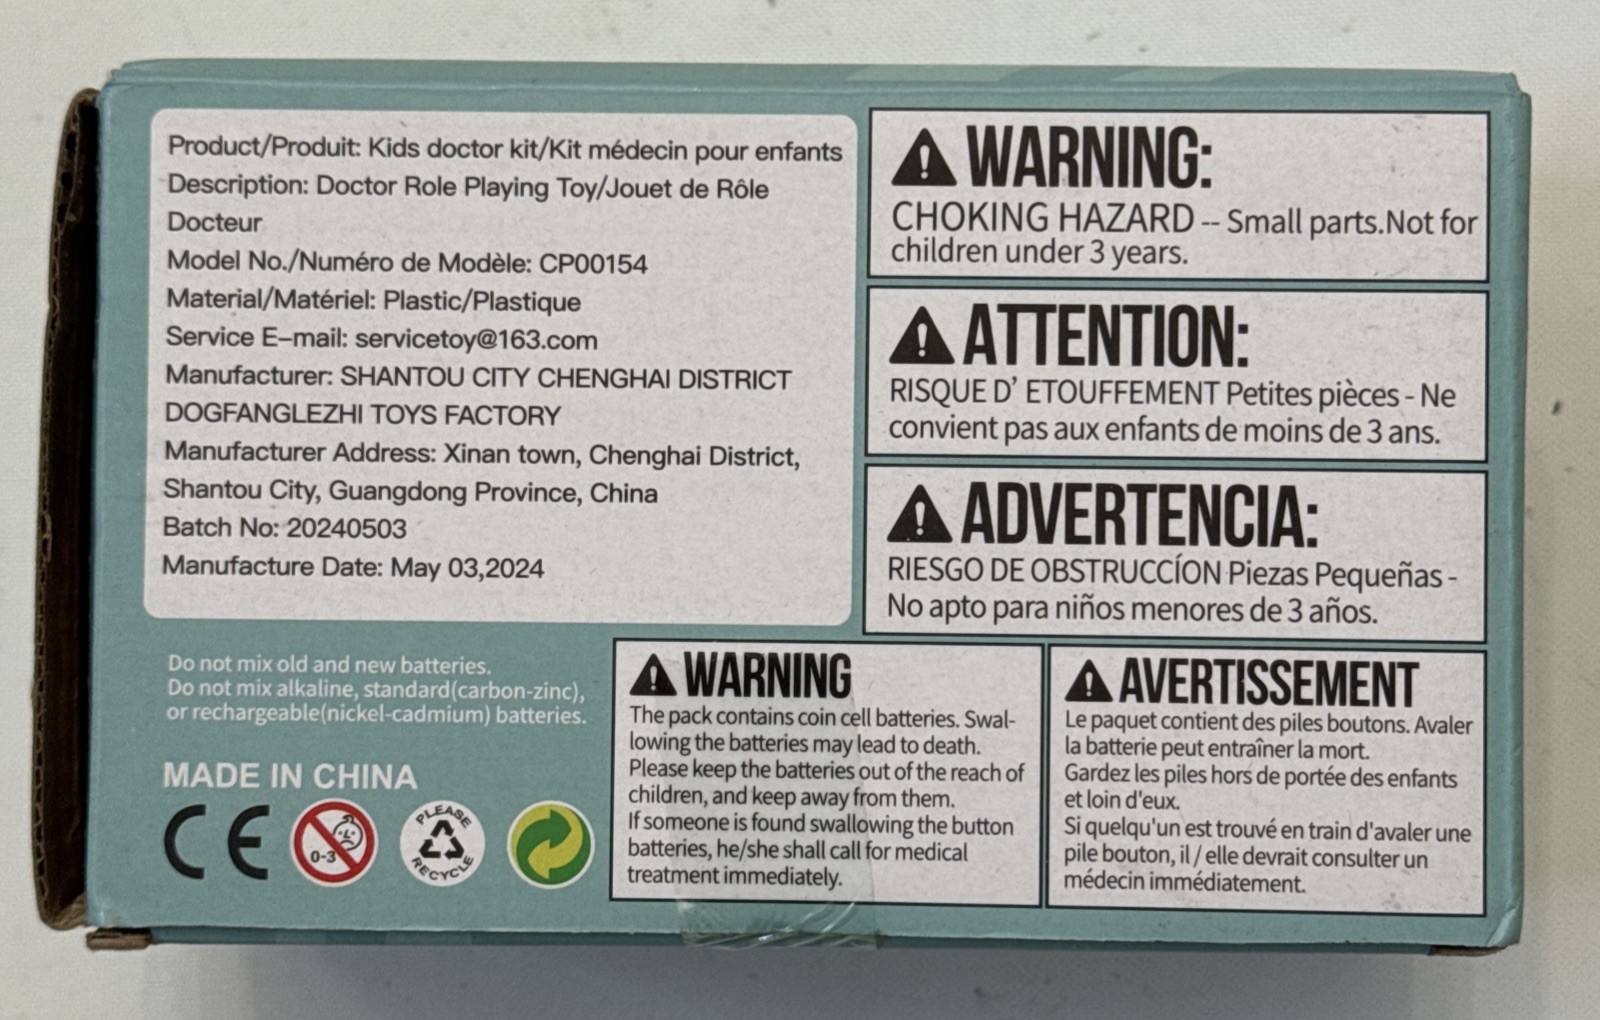 Product/Produit: Kids doctor kit/Kit médecin pour enfants
Description: Doctor Role Playing Toy/Jouet de Rôle
Docteur
Model No./Numéro de Modèle: CP00154
Material/Matériel: Plastic/Plastique
Service E–mail: servicetoy@163.com
Manufacturer: SHANTOU CITY CHENGHAI DISTRICT
DOGFANGLEZHI TOYS FACTORY
Manufacturer Address: Xinan town, Chenghai District,
Shantou City, Guangdong Province, China
Batch No: 20240503
Manufacture Date: May 03,2024
WARNING:
CHOKING HAZARD -- Small parts.Not for
children under 3 years.
ATTENTION:
RISQUE D’ ETOUFFEMENT Petites pièces - Ne
convient pas aux enfants de moins de 3 ans.
ADVERTENCIA:
RIESGO DE OBSTRUCCÍON Piezas Pequeñas -
No apto para niños menores de 3 años.
Do not mix old and new batteries.
Do not mix alkaline, standard(carbon-zinc),
or rechargeable(nickel-cadmium) batteries.
MADE IN CHINA
CE
0-3
PLEASE
RECYCLE
WARNING
The pack contains coin cell batteries. Swal-
lowing the batteries may lead to death.
Please keep the batteries out of the reach of
children, and keep away from them.
If someone is found swallowing the button
batteries, he/she shall call for medical
treatment immediately.
AVERTISSEMENT
Le paquet contient des piles boutons. Avaler
la batterie peut entraîner la mort.
Gardez les piles hors de portée des enfants
et loin d'eux.
Si quelqu'un est trouvé en train d'avaler une
pile bouton, il / elle devrait consulter un
médecin immédiatement.